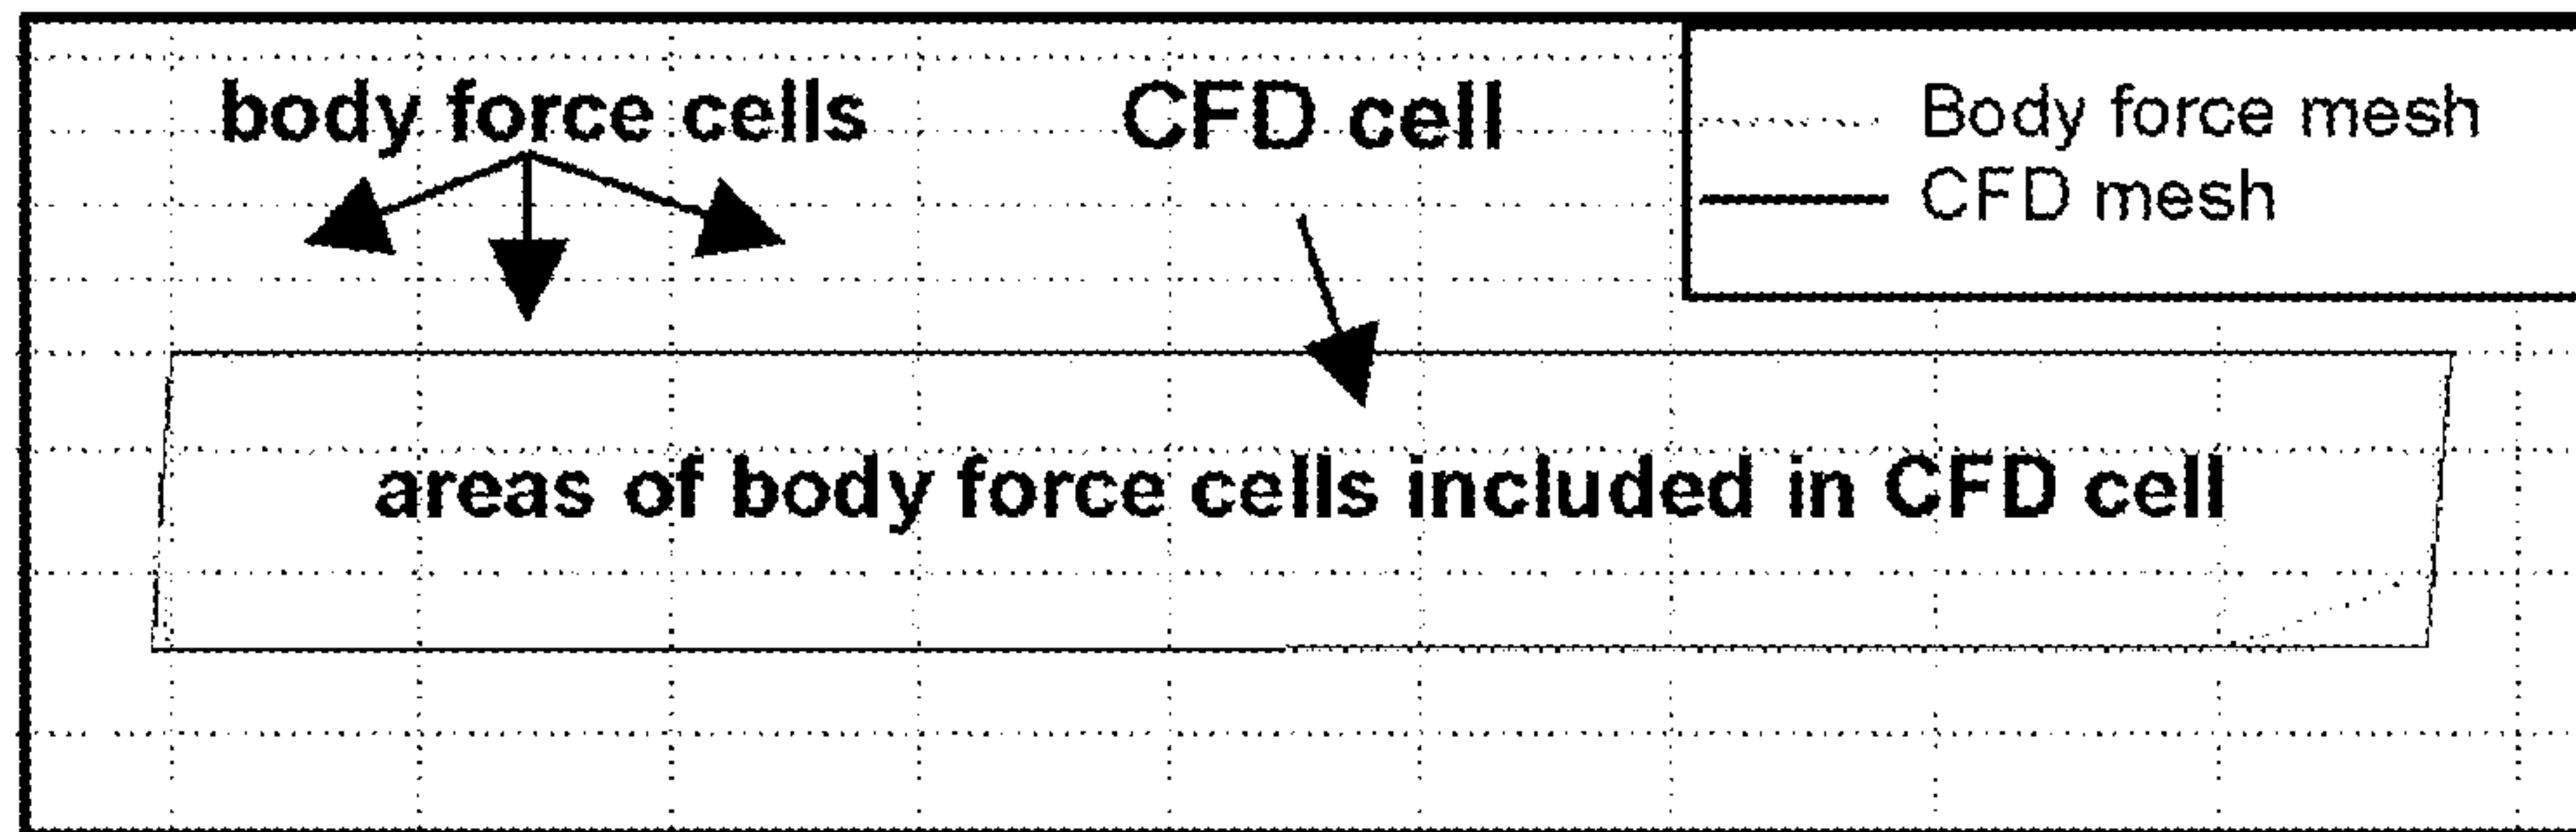 body force cells
CFD cell
Body force mesh
CFD mesh
areas of body force cells included in CFD cell